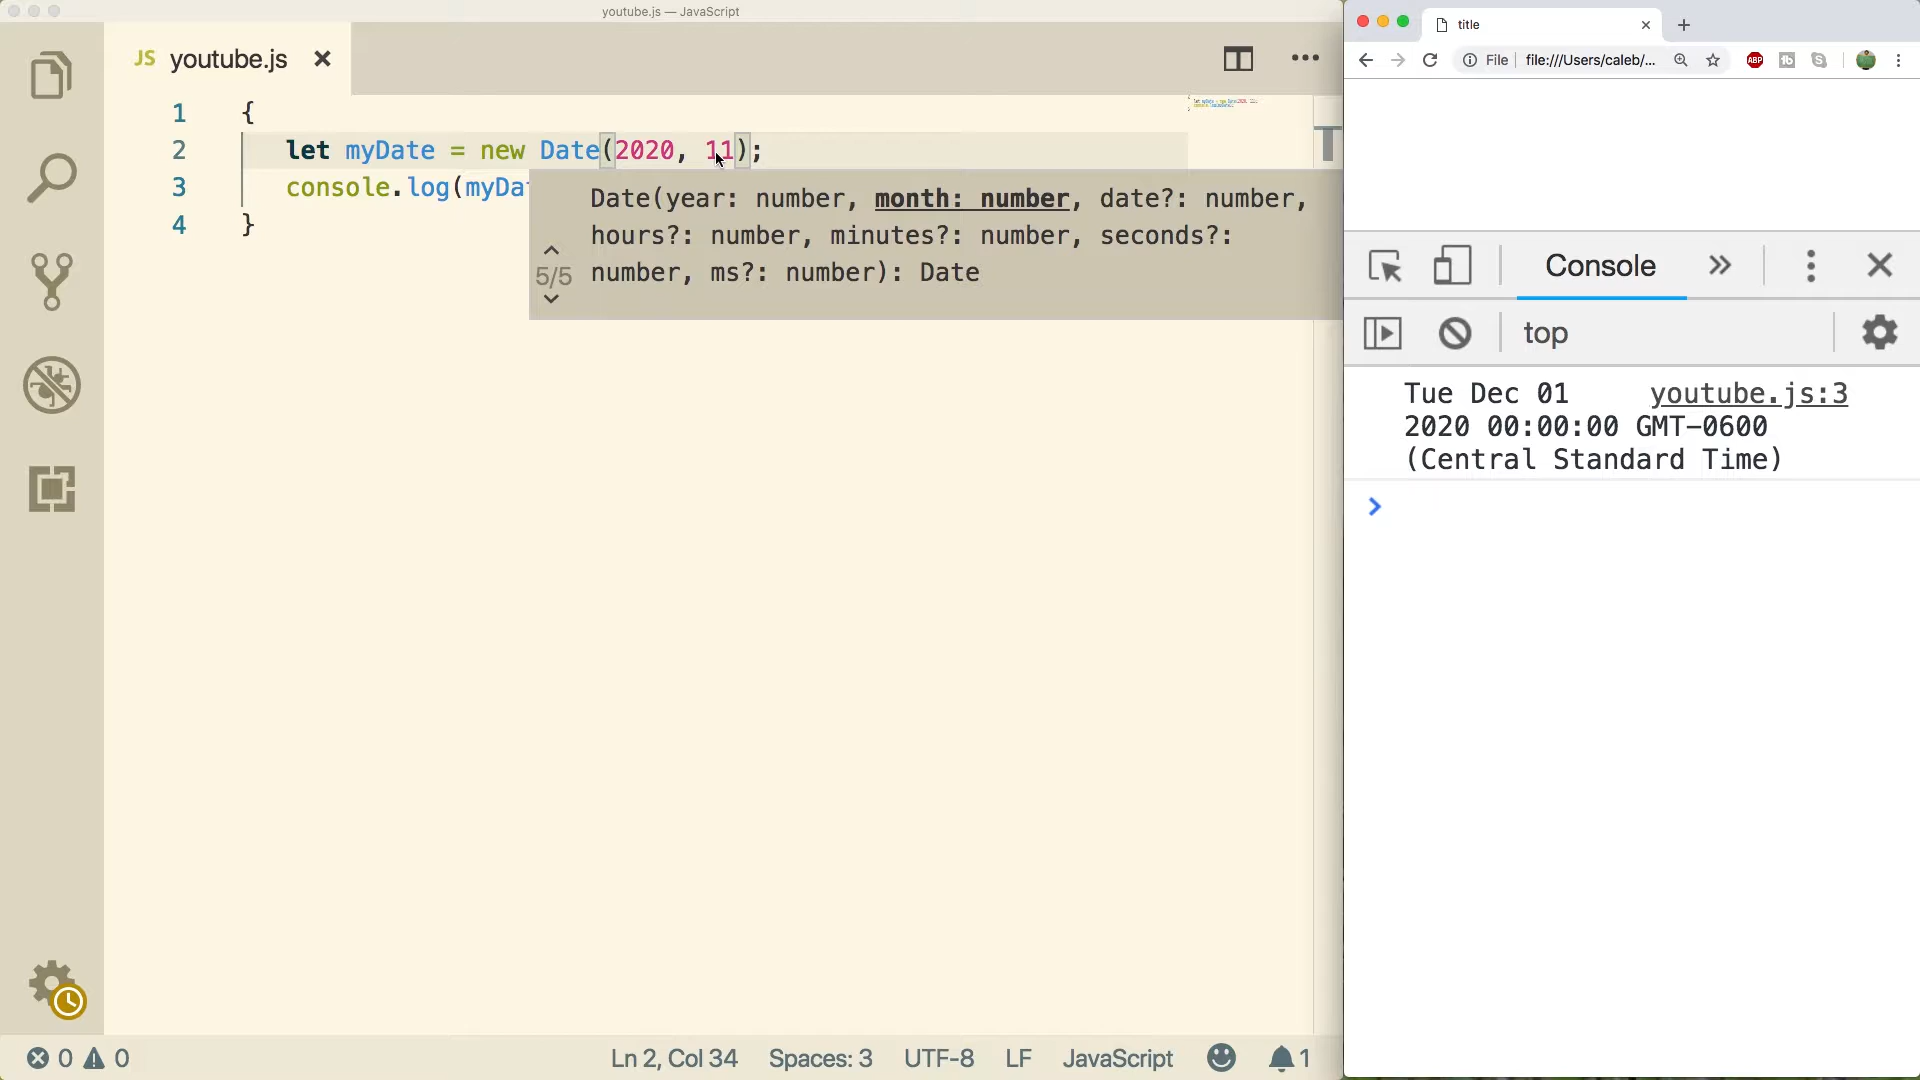 youtube.js — JavaScript
JS youtube.js
1 {
2 let myDate = new Date(2020, 11);
3 console.log(myDat
4 }
Date(year: number, month: number, date?: number,
hours?: number, minutes?: number, seconds?:
number, ms?: number): Date
5/5
0 0
Ln 2, Col 34 Spaces: 3 UTF-8 LF JavaScript 1
title
File file:///Users/caleb/... ABP
Console
top
Tue Dec 01 youtube.js:3
2020 00:00:00 GMT-0600
(Central Standard Time)